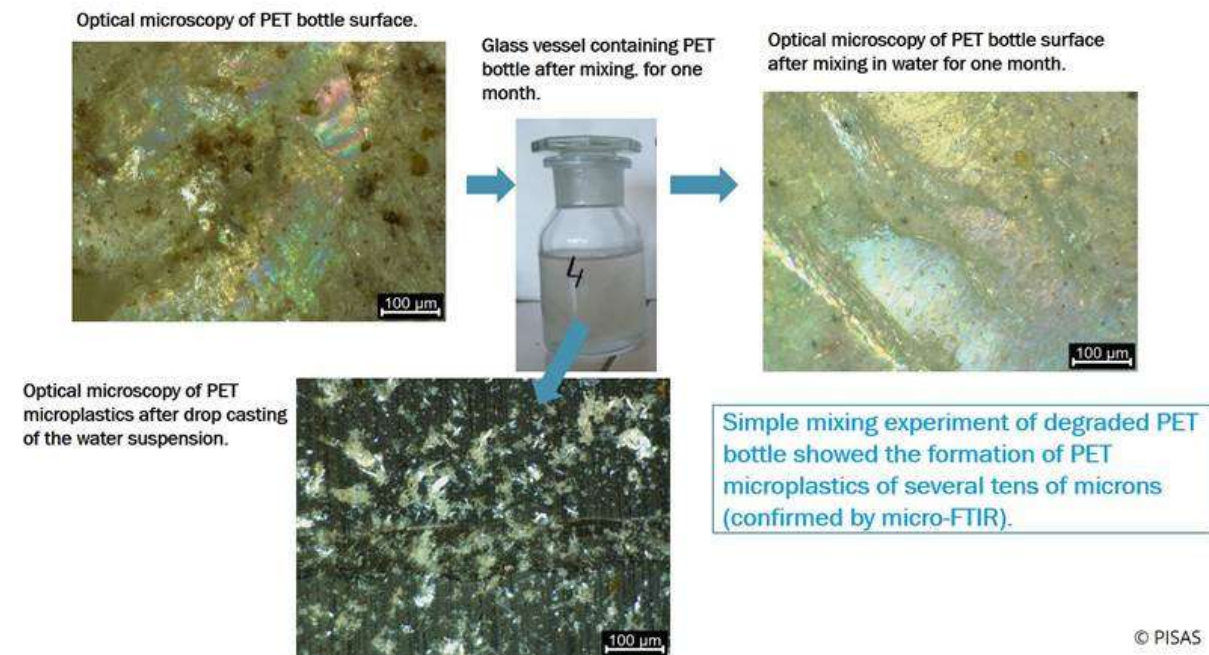 Optical microscopy of PET bottle surface.
100 µm
Glass vessel containing PET
bottle after mixing. for one
month.
4
Optical microscopy of PET bottle surface
after mixing in water for one month.
100 µm
Optical microscopy of PET
microplastics after drop casting
of the water suspension.
100 µm
Simple mixing experiment of degraded PET
bottle showed the formation of PET
microplastics of several tens of microns
(confirmed by micro-FTIR).
© PISAS